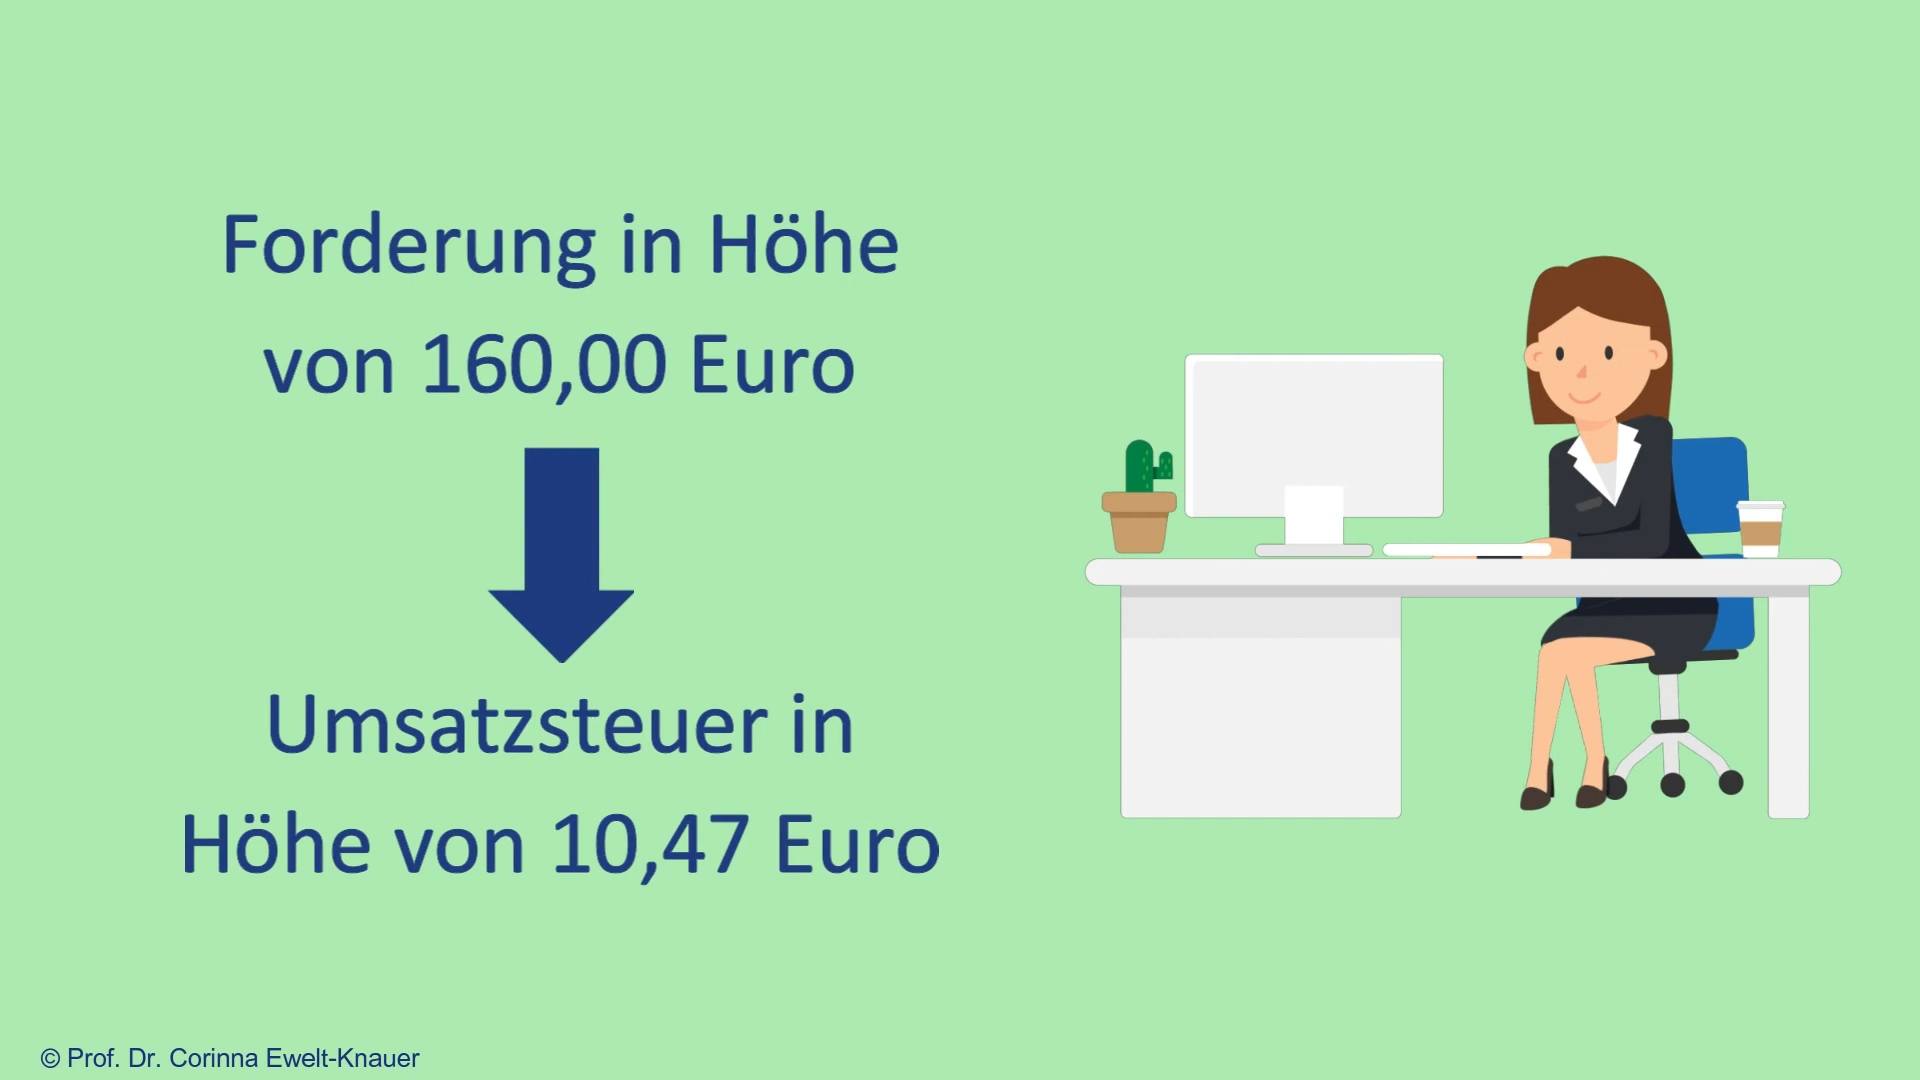 Forderung in Höhe
von 160,00 Euro
Umsatzsteuer in
Höhe von 10,47 Euro
© Prof. Dr. Corinna Ewelt-Knauer